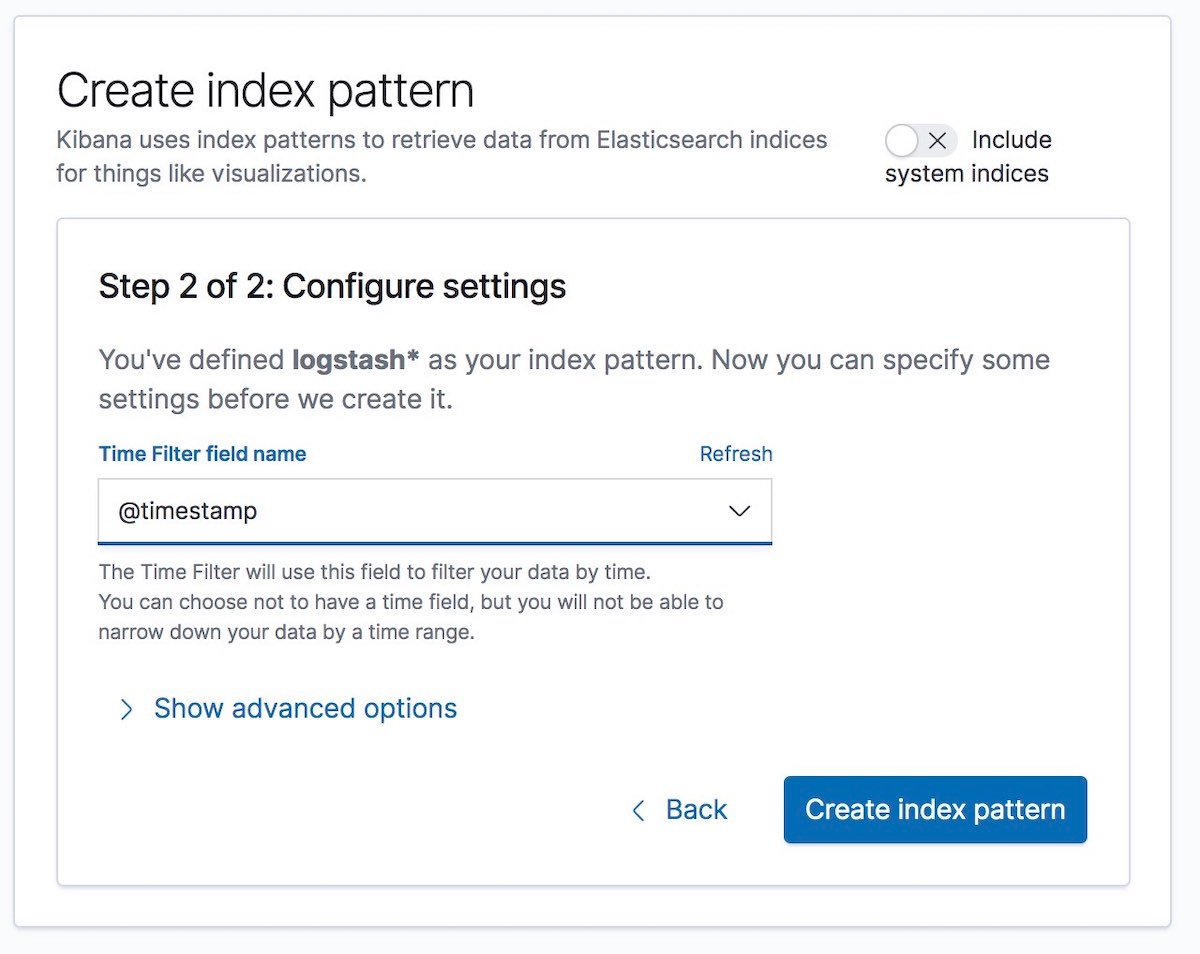 Create index pattern
Kibana uses index patterns to retrieve data from Elasticsearch indices
for things like visualizations.
Include
system indices
Step 2 of 2: Configure settings
You've defined logstash* as your index pattern. Now you can specify some
settings before we create it.
Time Filter field name
Refresh
@timestamp
The Time Filter will use this field to filter your data by time.
You can choose not to have a time field, but you will not be able to
narrow down your data by a time range.
Show advanced options
Back
Create index pattern